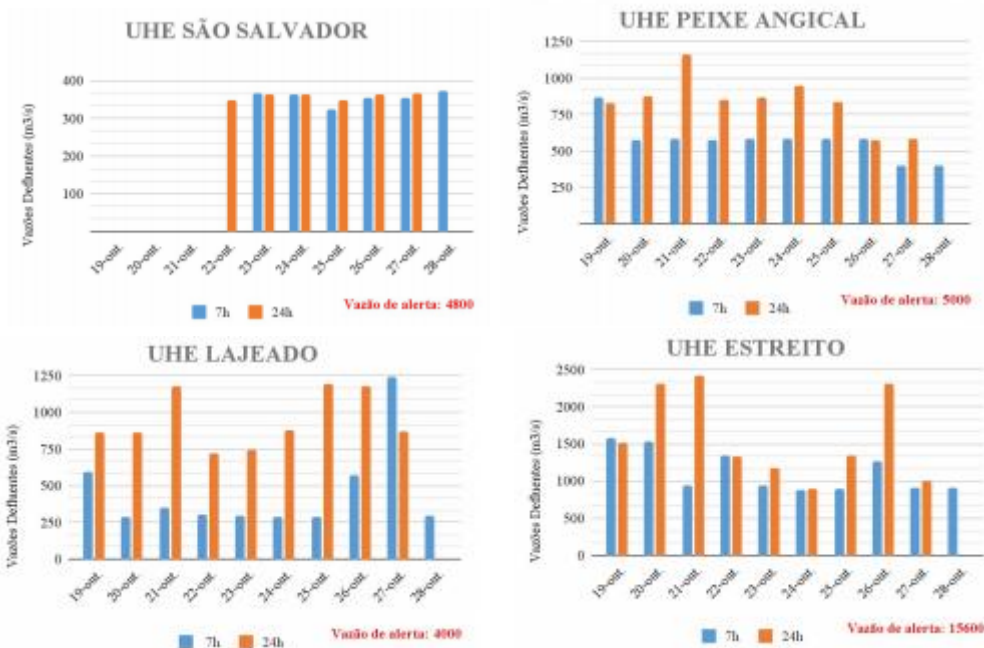 UHE SÃO SALVADOR
Vazões Defluentes (m3/s)
400
300
200
100
19-out.
20-out.
21-out.
22-out.
23-out.
24-out.
25-out.
26-out.
27-out.
28-out.
7h
24h
Vazão de alerta: 4800
UHE PEIXE ANGICAL
Vazões Defluentes (m3/s)
1250
1000
750
500
250
19-out.
20-out.
21-out.
22-out.
23-out.
24-out.
25-out.
26-out.
27-out.
28-out.
7h
24h
Vazão de alerta: 5000
UHE LAJEADO
Vazões Defluentes (m3/s)
1250
1000
750
500
250
0
19-out.
20-out.
21-out.
22-out.
23-out.
24-out.
25-out.
26-out.
27-out.
28-out.
7h
24h
Vazão de alerta: 4000
UHE ESTREITO
Vazões Defluentes (m3/s)
2500
2000
1500
1000
500
0
19-out.
20-out.
21-out.
22-out.
23-out.
24-out.
25-out.
26-out.
27-out.
28-out.
7h
24h
Vazão de alerta: 15600